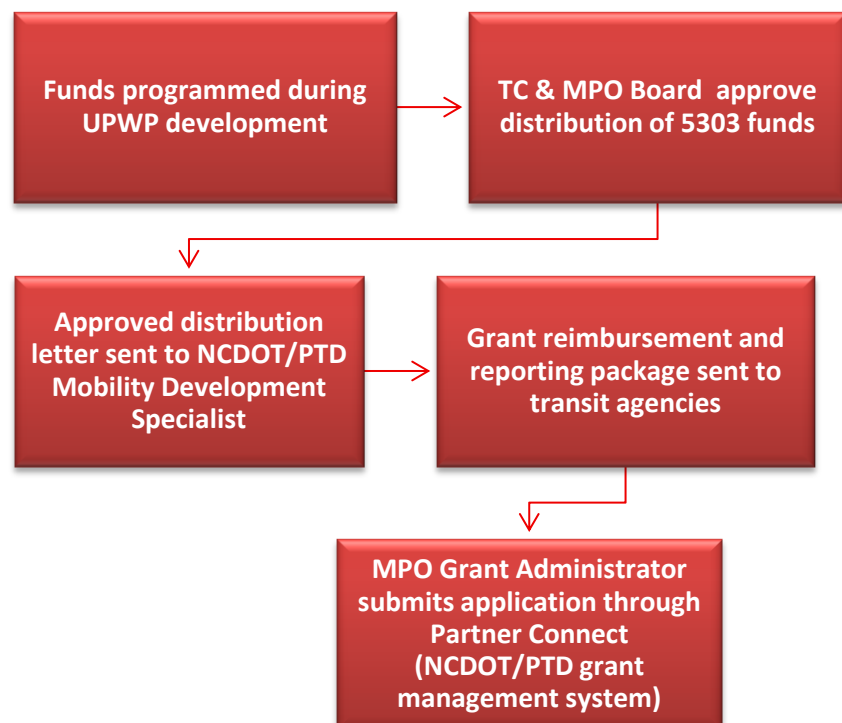 Funds programmed during
UPWP development
TC & MPO Board approve
distribution of 5303 funds
Approved distribution
letter sent to NCDOT/PTD
Mobility Development
Specialist
Grant reimbursement and
reporting package sent to
transit agencies
MPO Grant Administrator
submits application through
Partner Connect
(NCDOT/PTD grant
management system)